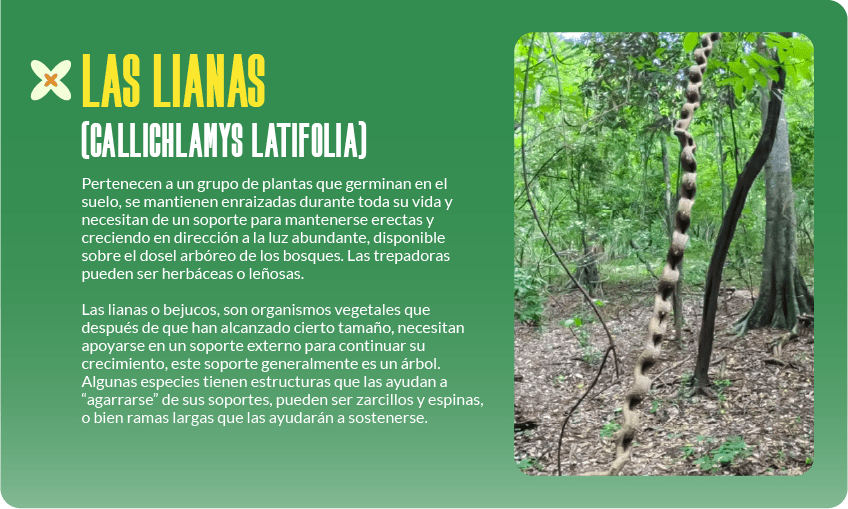 LAS LIANAS
(CALLICHLAMYS LATIFOLIA)
Pertenecen a un grupo de plantas que germinan en el
suelo, se mantienen enraizadas durante toda su vida y
necesitan de un soporte para mantenerse erectas y
creciendo en dirección a la luz abundante, disponible
sobre el dosel arbóreo de los bosques. Las trepadoras
pueden ser herbáceas o leñosas.
Las lianas o bejucos, son organismos vegetales que
después de que han alcanzado cierto tamaño, necesitan
apoyarse en un soporte externo para continuar su
crecimiento, este soporte generalmente es un árbol.
Algunas especies tienen estructuras que las ayudan a
“agarrarse” de sus soportes, pueden ser zarcillos y espinas,
o bien ramas largas que las ayudarán a sostenerse.